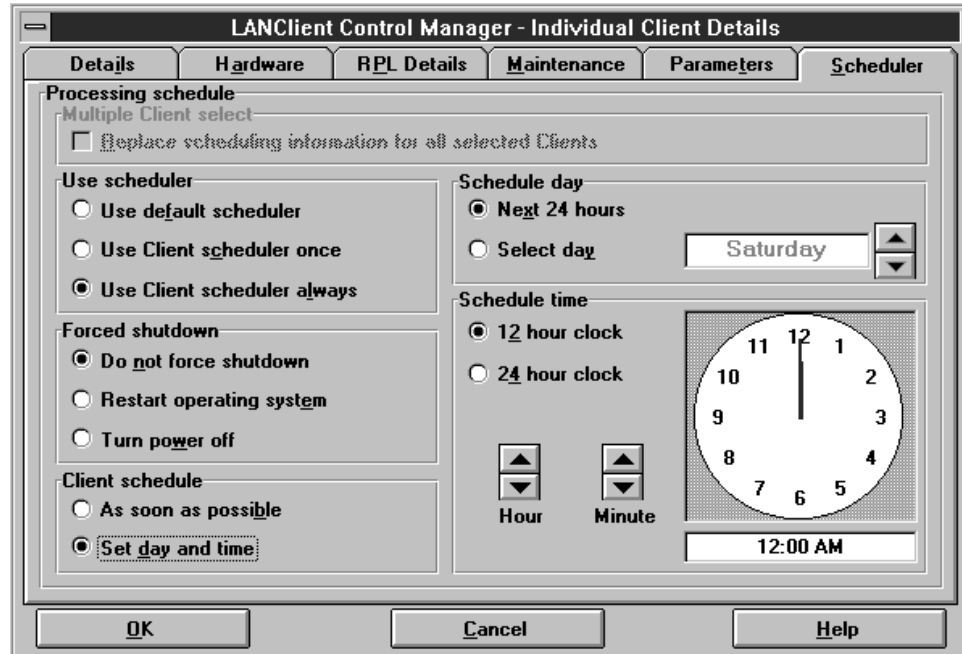 LANClient Control Manager - Individual Client Details
Details Hardware RPL Details Maintenance Parameters Scheduler
Processing schedule
Multiple Client select
Replace scheduling information for all selected Clients
Use scheduler
Use default scheduler
Use Client scheduler once
Use Client scheduler always
Forced shutdown
Do not force shutdown
Restart operating system
Turn power off
Client schedule
As soon as possible
Set day and time
Schedule day
Next 24 hours
Select day Saturday
Schedule time
12 hour clock
24 hour clock
Hour Minute
12
11 1
10 2
9 3
8 4
7 5
6
12:00 AM
OK Cancel Help